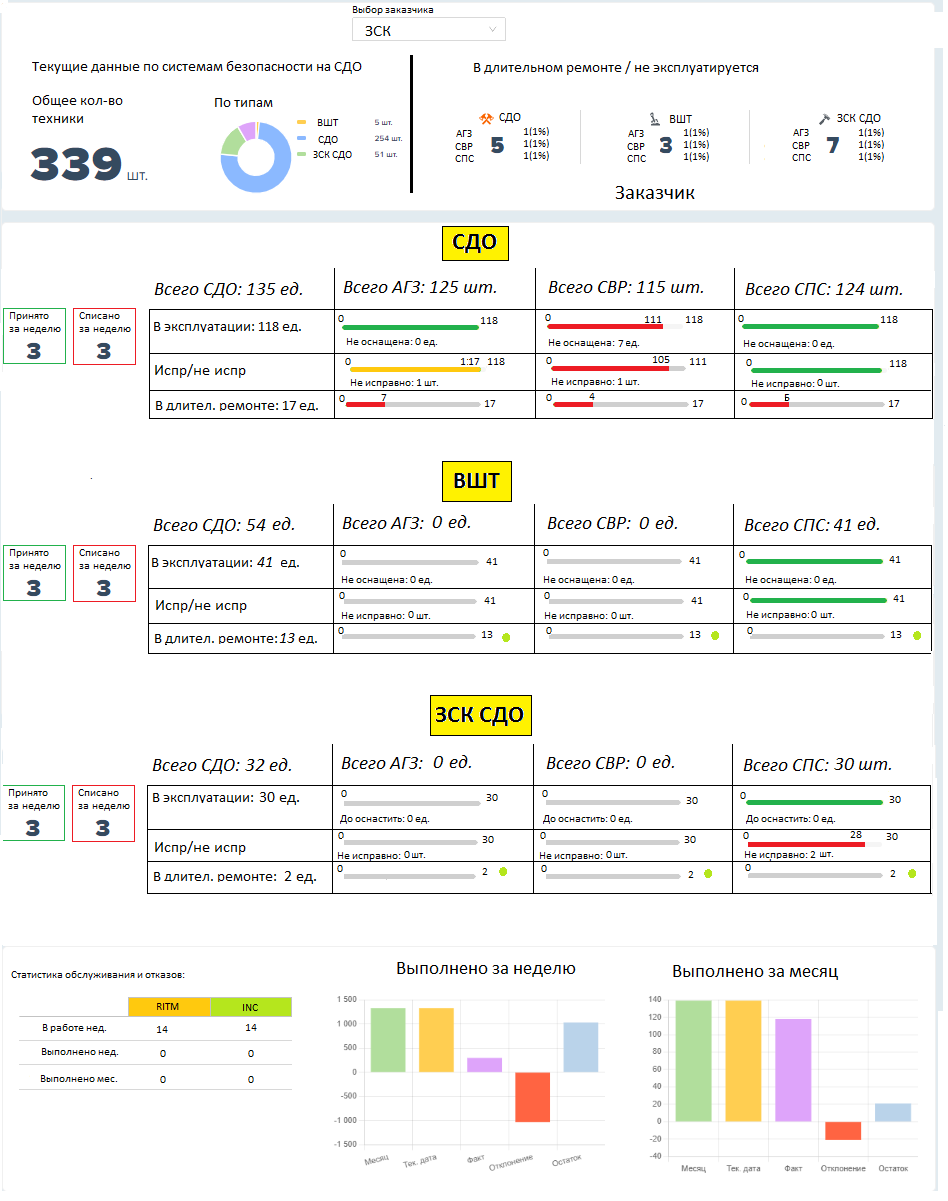 Выбор заказчика
ЗСК
Текущие данные по системам безопасности на СДО
В длительном ремонте / не эксплуатируется
Общее кол-во
техники
339 шт.
По типам
ВШТ 5 шт.
СДО 254 шт.
ЗСК СДО 51 шт.
СДО
АГЗ 1(1%)
СВР 5 1(1%)
СПС 1(1%)
ВШТ
АГЗ 1(1%)
СВР 3 1(1%)
СПС 1(1%)
ЗСК СДО
АГЗ 1(1%)
СВР 7 1(1%)
СПС 1(1%)
Заказчик
СДО
Принято
за неделю
3
Списано
за неделю
3
Всего СДО: 135 ед. Всего АГЗ: 125 шт. Всего СВР: 115 шт. Всего СПС: 124 шт.
В эксплуатации: 118 ед. 0 118 0 111 118 0 118
Не оснащена: 0 ед. Не оснащена: 7 ед. Не оснащена: 0 ед.
Испр/не испр 0 1:17 118 0 105 111 0 118
Не исправно: 1 шт. Не исправно: 1 шт. Не исправно: 0 шт.
В длител. ремонте: 17 ед. 0 7 17 0 4 17 0 Б 17
ВШТ
Принято
за неделю
3
Списано
за неделю
3
Всего СДО: 54 ед. Всего АГЗ: 0 ед. Всего СВР: 0 ед. Всего СПС: 41 ед.
В эксплуатации: 41 ед. 0 41 0 41 0 41
Не оснащена: 0 ед. Не оснащена: 0 ед. Не оснащена: 0 ед.
Испр/не испр 0 41 0 41 0 41
Не исправно: 0 шт. Не исправно: 0 шт. Не исправно: 0 шт.
В длител. ремонте: 13 ед. 0 13 0 13 0 13
ЗСК СДО
Принято
за неделю
3
Списано
за неделю
3
Всего СДО: 32 ед. Всего АГЗ: 0 ед. Всего СВР: 0 ед. Всего СПС: 30 шт.
В эксплуатации: 30 ед. 0 30 0 30 0 30
До оснастить: 0 ед. До оснастить: 0 ед. До оснастить: 0 ед.
Испр/не испр 0 30 0 30 0 28 30
Не исправно: 0 шт. Не исправно: 0 шт. Не исправно: 2 шт.
В длител. ремонте: 2 ед. 0 2 0 2 0 2
Статистика обслуживания и отказов:
RITM INC
В работе нед. 14 14
Выполнено нед. 0 0
Выполнено мес. 0 0
Выполнено за неделю
1 500
1 000
500
0
-500
-1 000
-1 500
Месяц Тек. дата Факт Отклонение Остаток
Выполнено за месяц
140
120
100
80
60
40
20
0
-20
-40
Месяц Тек. дата Факт Отклонение Остаток